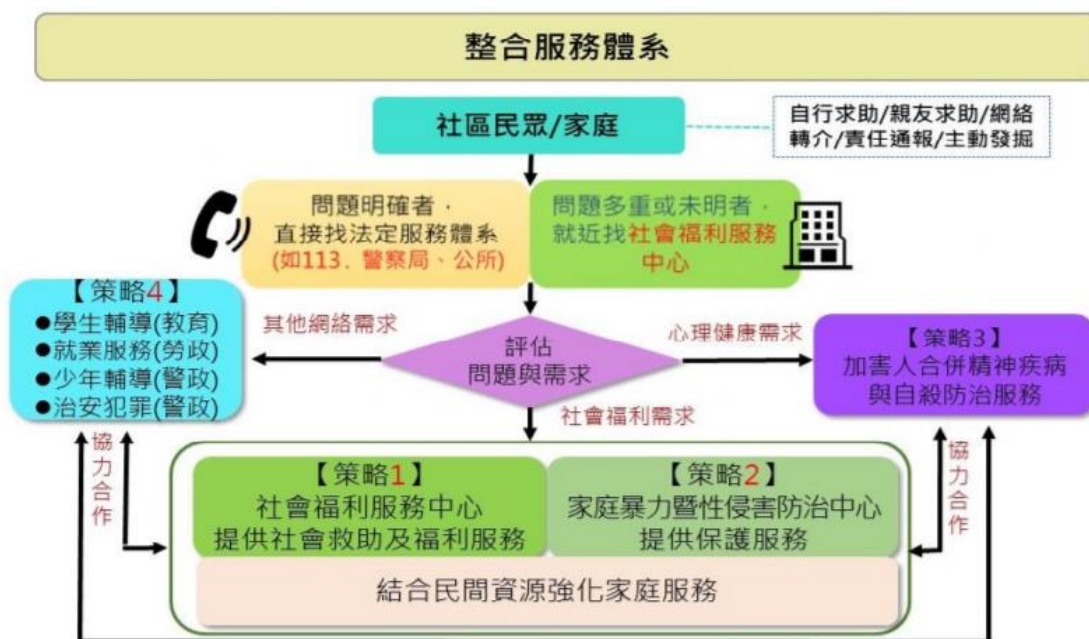 整合服務體系
社區民眾/家庭
自行求助/親友求助/網絡
轉介/責任通報/主動發掘
問題明確者，
直接找法定服務體系
(如113﹑警察局、公所)
問題多重或未明者，
就近找社會福利服務
中心
【策略4】
●學生輔導(教育)
●就業服務(勞政)
●少年輔導(警政)
●治安犯罪(警政)
其他網絡需求
評估
問題與需求
心理健康需求
【策略3】
加害人合併精神疾病
與自殺防治服務
社會福利需求
協力合作
【策略1】
社會福利服務中心
提供社會救助及福利服務
【策略2】
家庭暴力暨性侵害防治中心
提供保護服務
協力合作
結合民間資源強化家庭服務